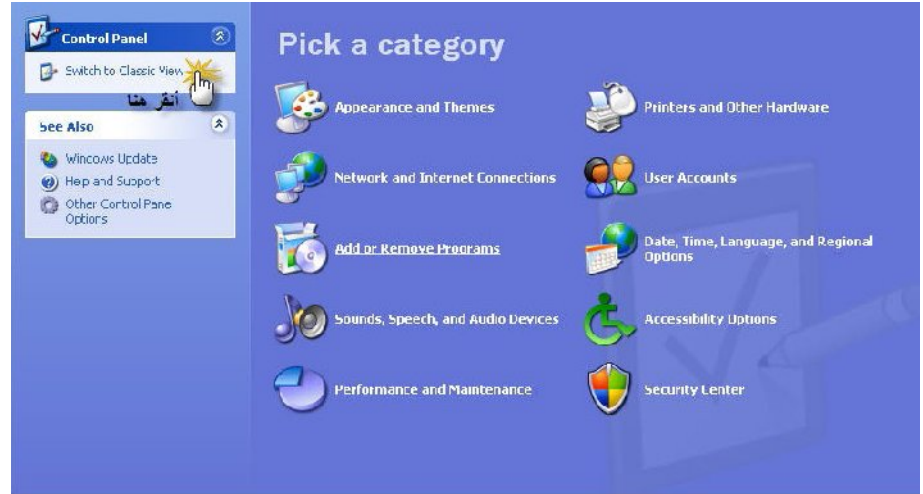 Control Panel
Switch to Classic View
أنقر هنا
See Also
Windows Update
Help and Support
Other Control Pane
Options
Pick a category
Appearance and Themes
Printers and Other Hardware
Network and Internet Connections
User Accounts
Add or Remove Programs
Date, Time, Language, and Regional
Options
Sounds, Speech, and Audio Devices
Accessibility Options
Performance and Maintenance
Security Center